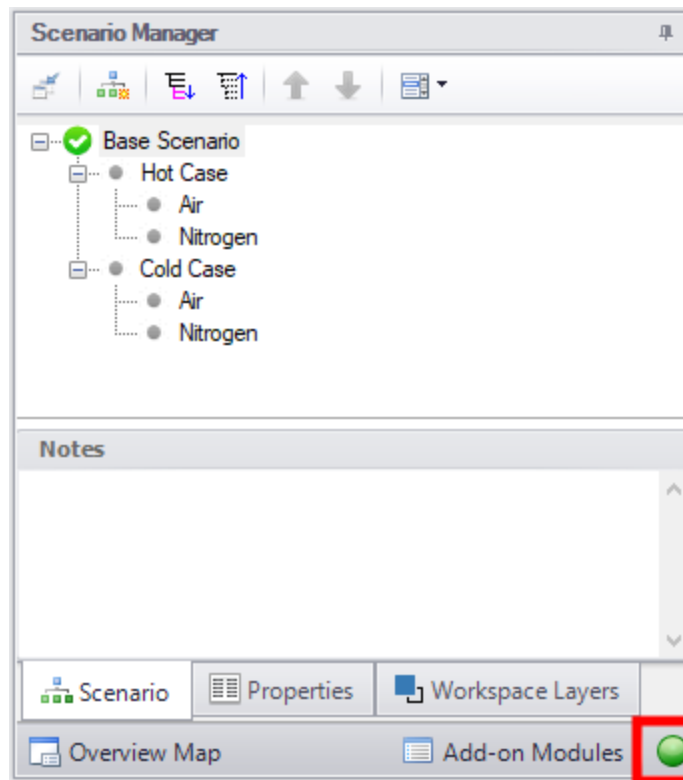 Scenario Manager
Base Scenario
Hot Case
Air
Nitrogen
Cold Case
Air
Nitrogen
Notes
Scenario Properties Workspace Layers
Overview Map Add-on Modules